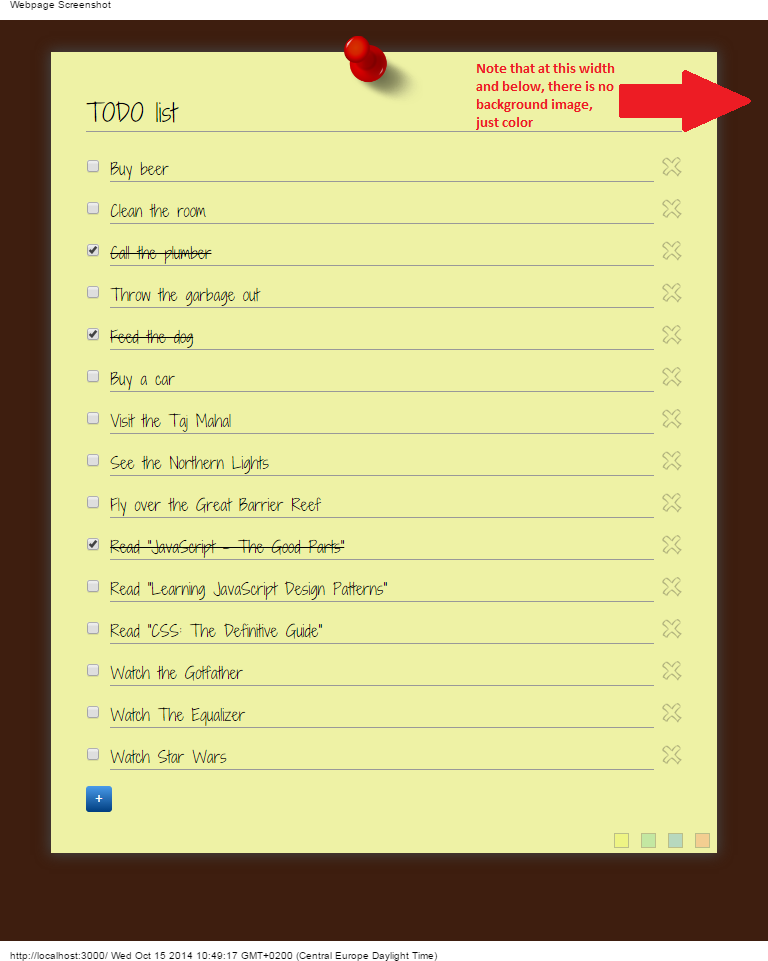 Webpage Screenshot
Note that at this width
and below, there is no
background image,
just color
TODO list
Buy beer
Clean the room
Call the plumber
Throw the garbage out
Feed the dog
Buy a car
Visit the Taj Mahal
See the Northern Lights
Fly over the Great Barrier Reef
Read "JavaScript - The Good Parts"
Read "Learning JavaScript Design Patterns"
Read "CSS: The Definitive Guide"
Watch the Gotfather
Watch The Equalizer
Watch Star Wars
+
http://localhost:3000/ Wed Oct 15 2014 10:49:17 GMT+0200 (Central Europe Daylight Time)